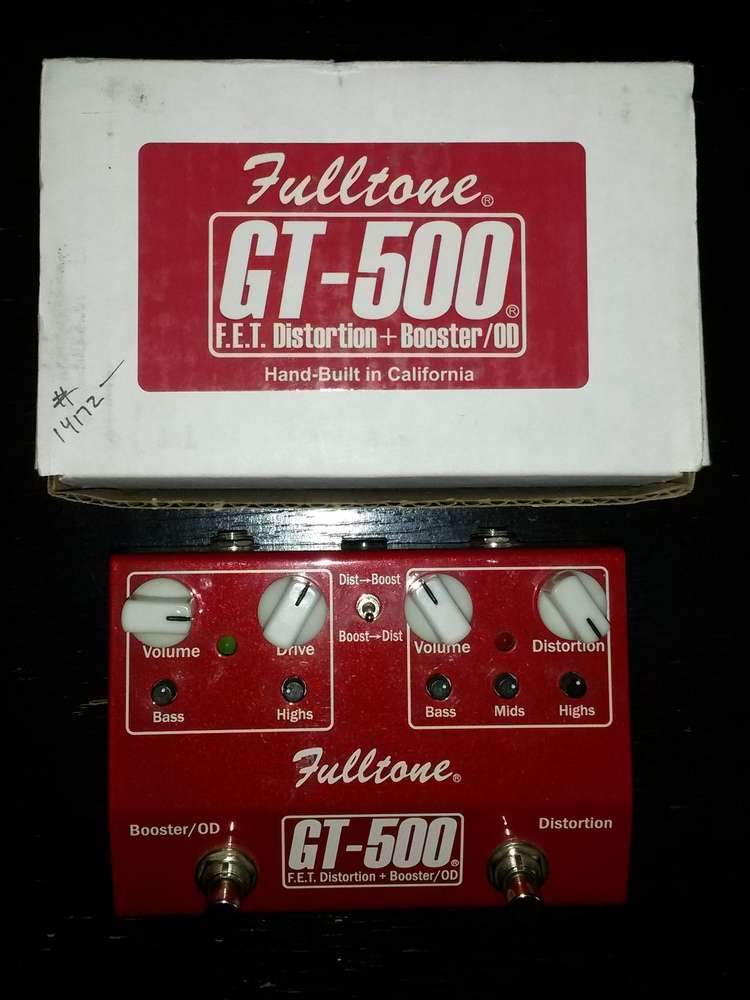 Fulltone®
GT-500®
F.E.T. Distortion + Booster/OD
Hand-Built in California
#
14172
Dist→Boost
Boost→Dist
Volume
Drive
Volume
Distortion
Bass
Highs
Bass
Mids
Highs
Fulltone®
Booster/OD
Distortion
GT-500®
F.E.T. Distortion + Booster/OD